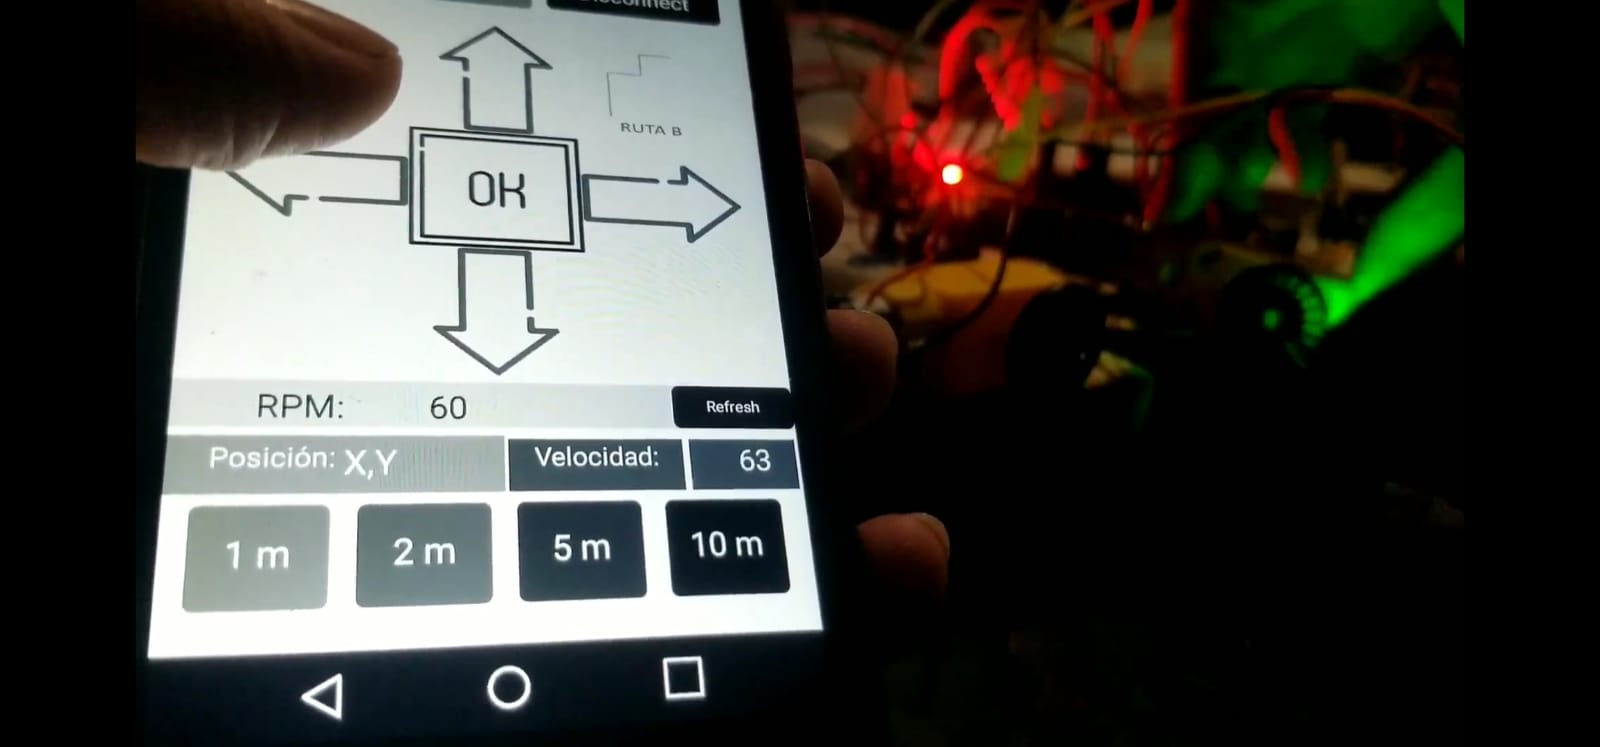 RUTA B
OK
RPM: 60 Refresh
Posición: X,Y Velocidad: 63
1 m 2 m 5 m 10 m